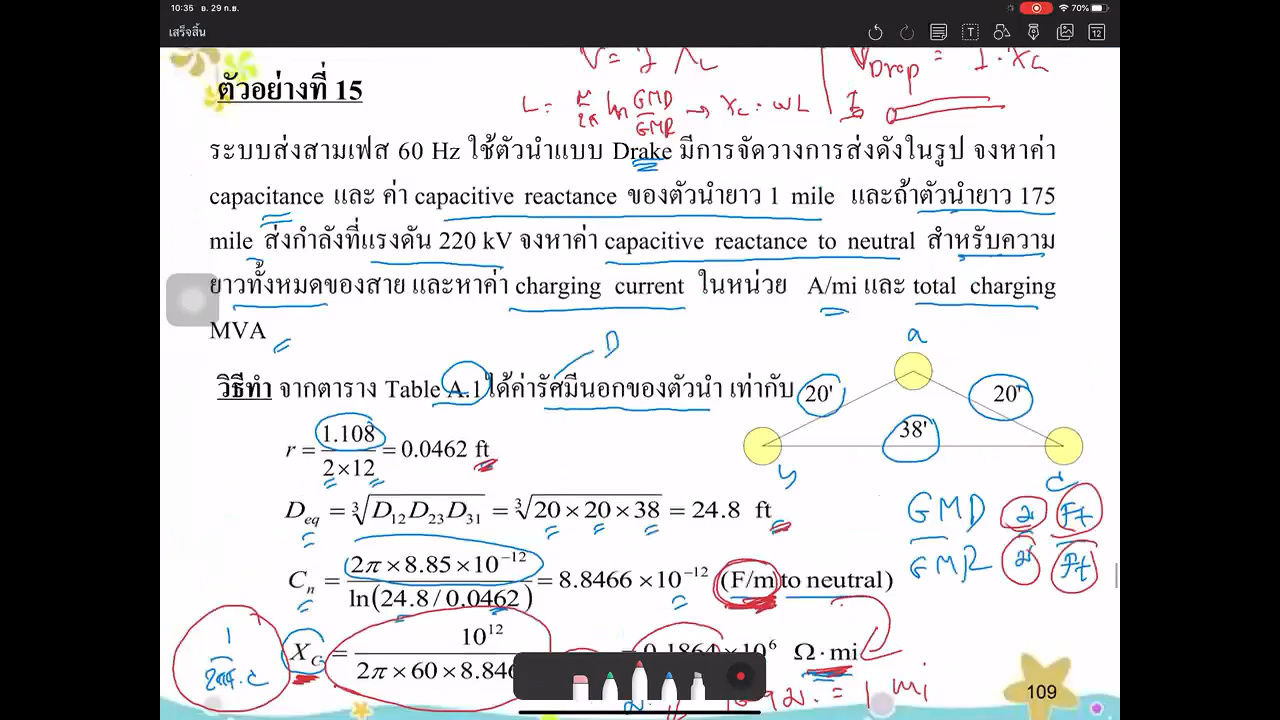 10:35 อ. 29 ก.ย.
70%
เสร็จสิ้น
L = μ/2π ln GMD/GMR → X = ωL
V Drop = I · X
ตัวอย่างที่ 15
ระบบส่งสามเฟส 60 Hz ใช้ตัวนำแบบ Drake มีการจัดวางการส่งดังในรูป จงหาค่า
capacitance และ ค่า capacitive reactance ของตัวนำยาว 1 mile และถ้าตัวนำยาว 175
mile ส่งกำลังที่แรงดัน 220 kV จงหาค่า capacitive reactance to neutral สำหรับความ
ยาวทั้งหมดของสาย และหาค่า charging current ในหน่วย A/mi และ total charging
MVA
D
a
วิธีทำ จากตาราง Table A.1 ได้ค่ารัศมีนอกของตัวนำ เท่ากับ
20' 20'
38'
b c
r = 1.108 / 2 × 12 = 0.0462 ft
D_eq = ∛(D_12 D_23 D_31) = ∛(20 × 20 × 38) = 24.8 ft
GMD ม Ft
GMR ม Ft
C_n = 2π × 8.85 × 10^−12 / ln(24.8 / 0.0462) = 8.8466 × 10^−12 (F/m to neutral)
1 / 2πf.c
X_C = 10^12 / 2π × 60 × 8.846 = 0.1864 × 10^6 Ω · mi
ม. = 1 mi
109